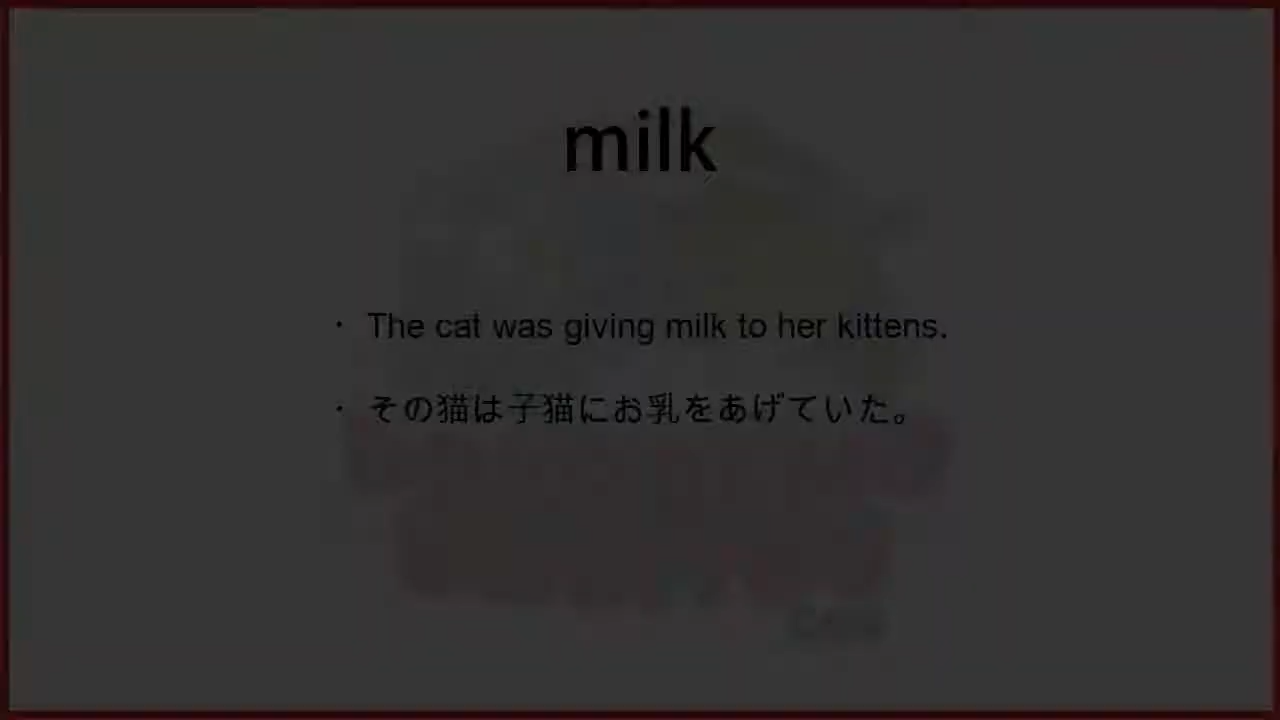 milk
・ The cat was giving milk to her kittens.
・ その猫は子猫にお乳をあげていた。